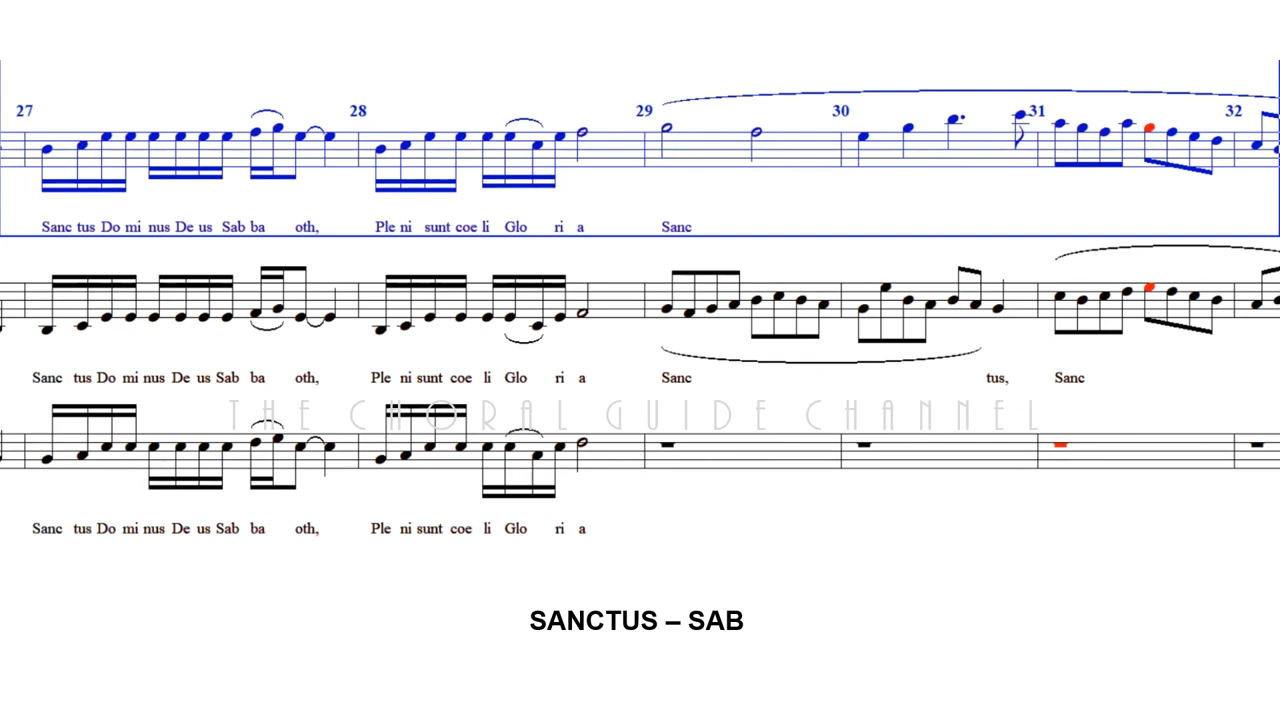 27 28 29 30 31 32
Sanc tus Do mi nus De us Sab ba oth, Ple ni sunt coe li Glo ri a Sanc
Sanc tus Do mi nus De us Sab ba oth, Ple ni sunt coe li Glo ri a Sanc tus, Sanc
THE CHORAL GUIDE CHANNEL
Sanc tus Do mi nus De us Sab ba oth, Ple ni sunt coe li Glo ri a
SANCTUS – SAB